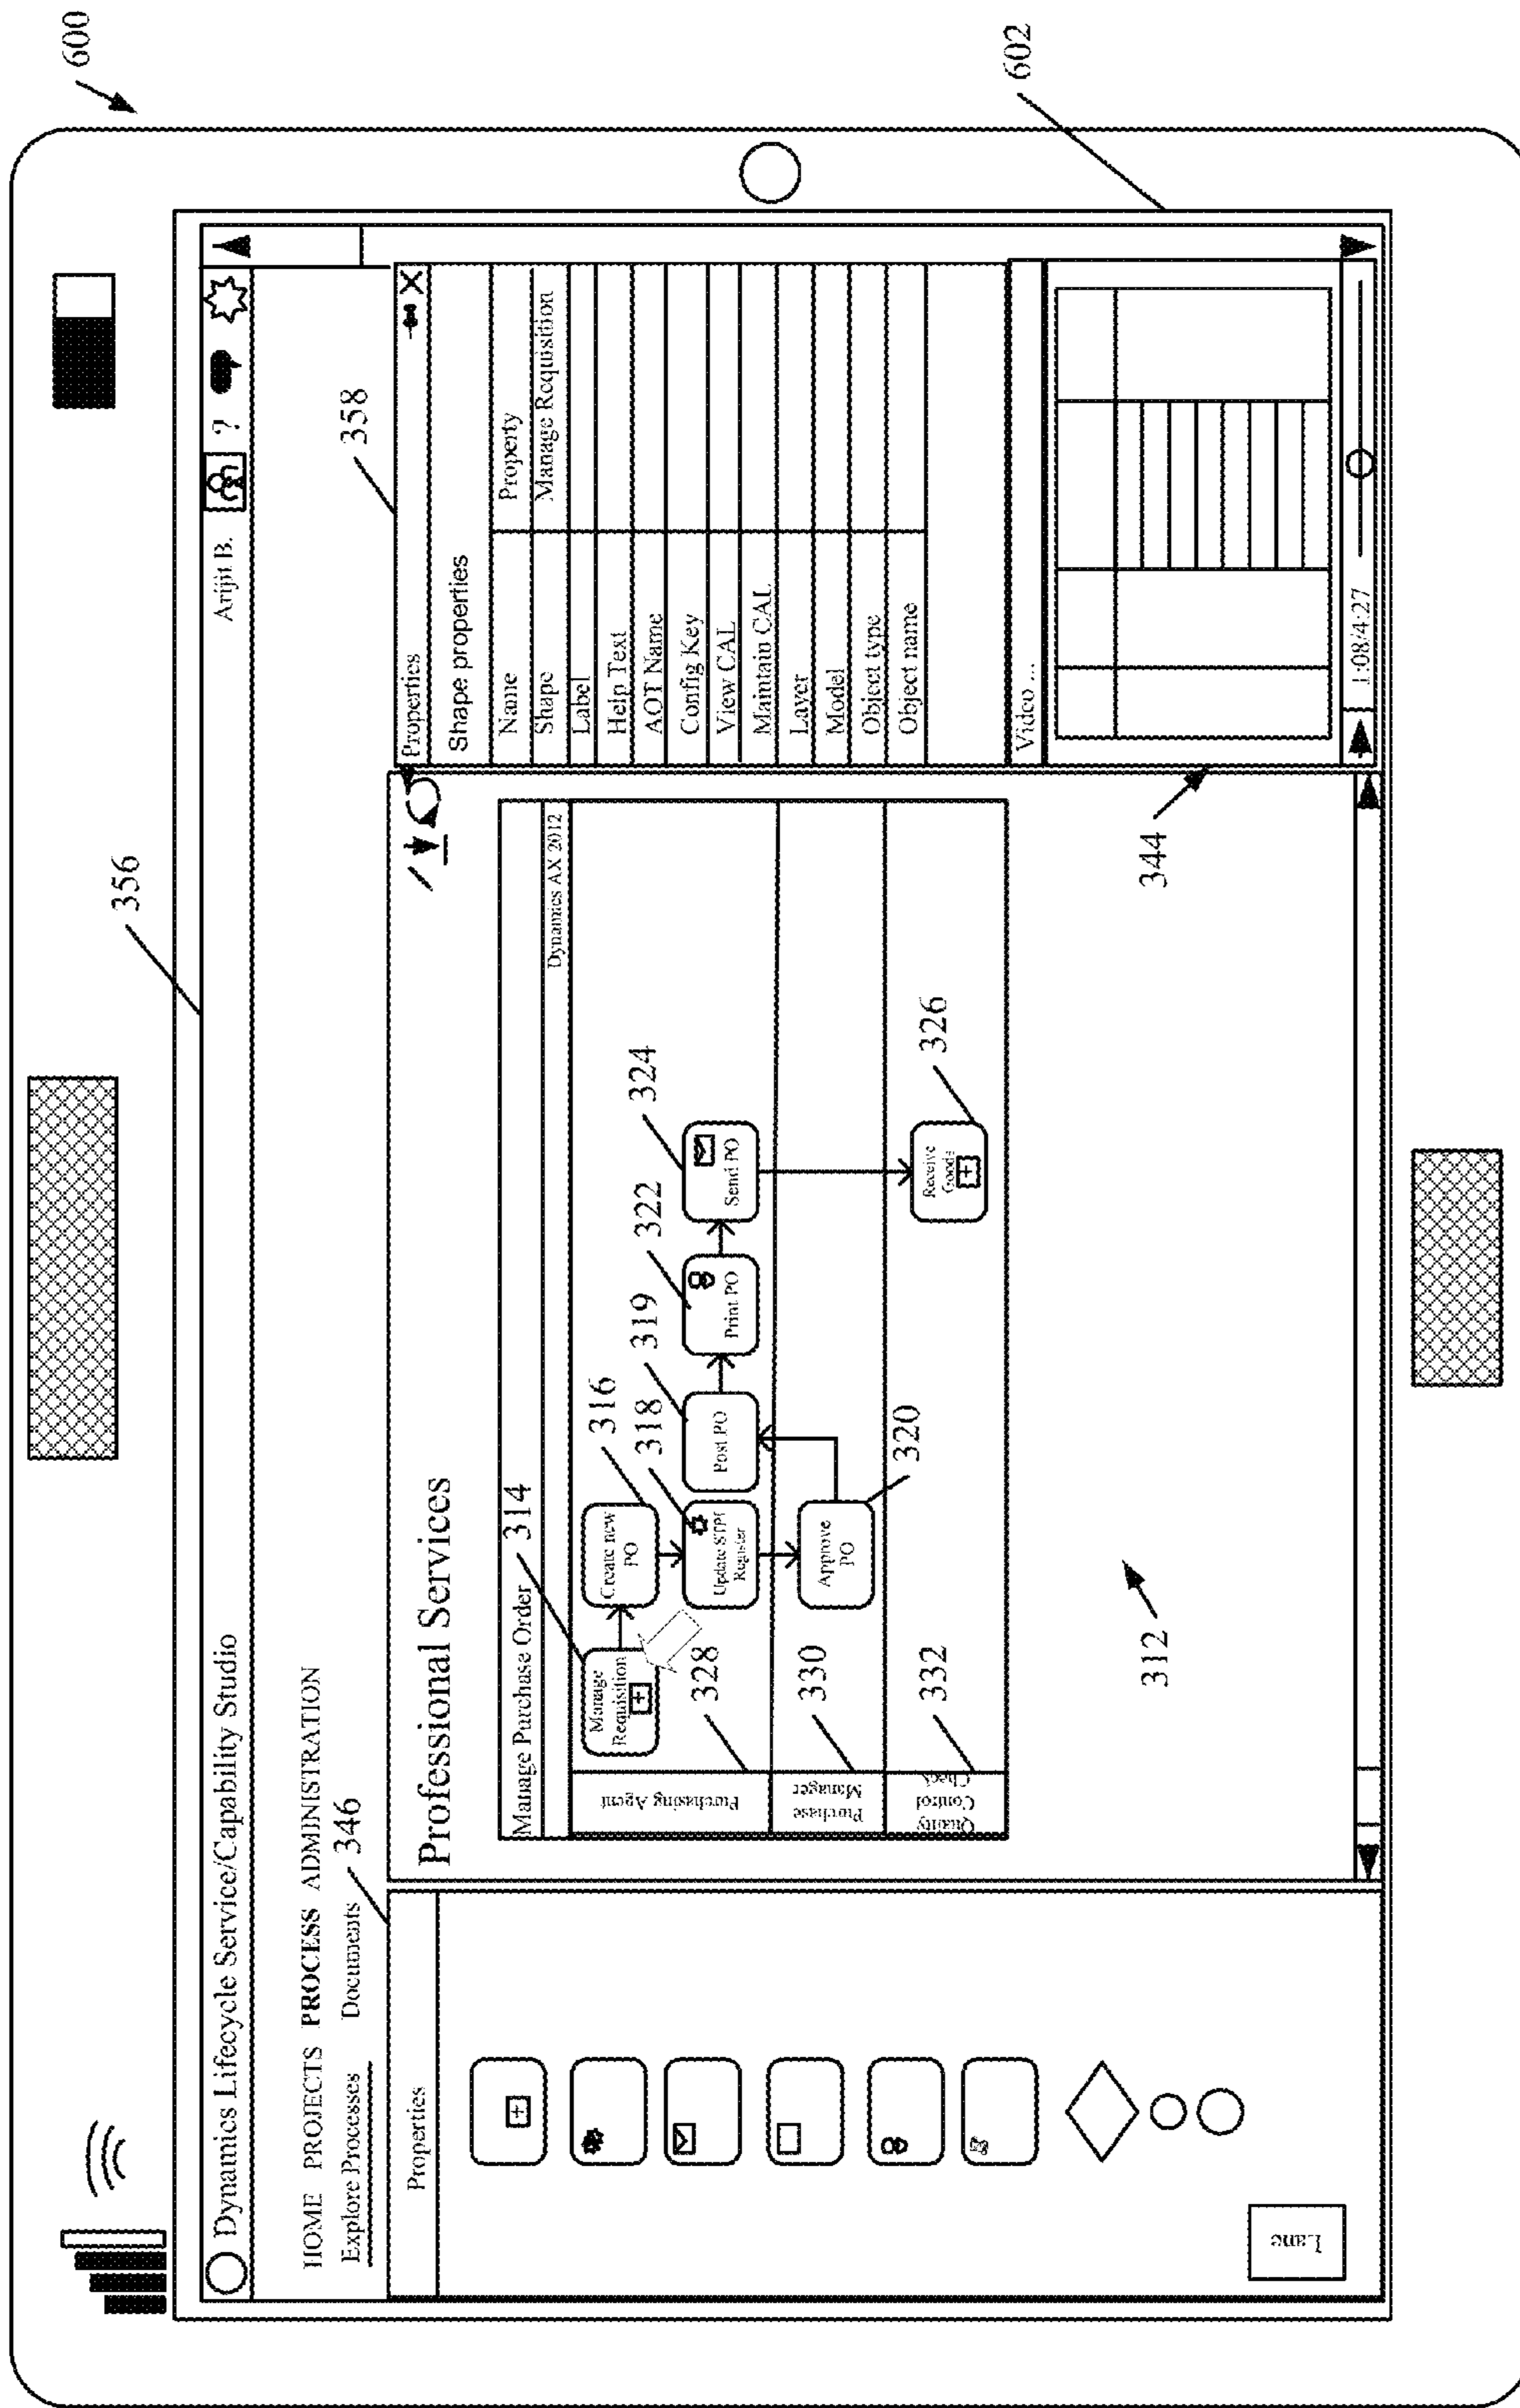 600
356
Dynamics Lifecycle Service/Capability Studio
Arijit B.
?
HOME PROJECTS PROCESS ADMINISTRATION
Explore Processes
Documents
346
358
Properties
Lane
Professional Services
Manage Purchase Order
314
Dynamics AX 2012
Purchasing Agent
Purchase
Manager
Quality
Control
Check
Manage
Requisition
Create new
PO
316
318
Update STPI
Register
319
Post PO
322
Print PO
324
Send PO
328
330
Approve
PO
320
332
Receive
Goods
326
312
344
Properties
X
Shape properties
Name
Property
Shape
Manage Requisition
Label
Help Text
AOT Name
Config Key
View CAL
Maintain CAL
Layer
Model
Object type
Object name
Video ...
1:08/4:27
602